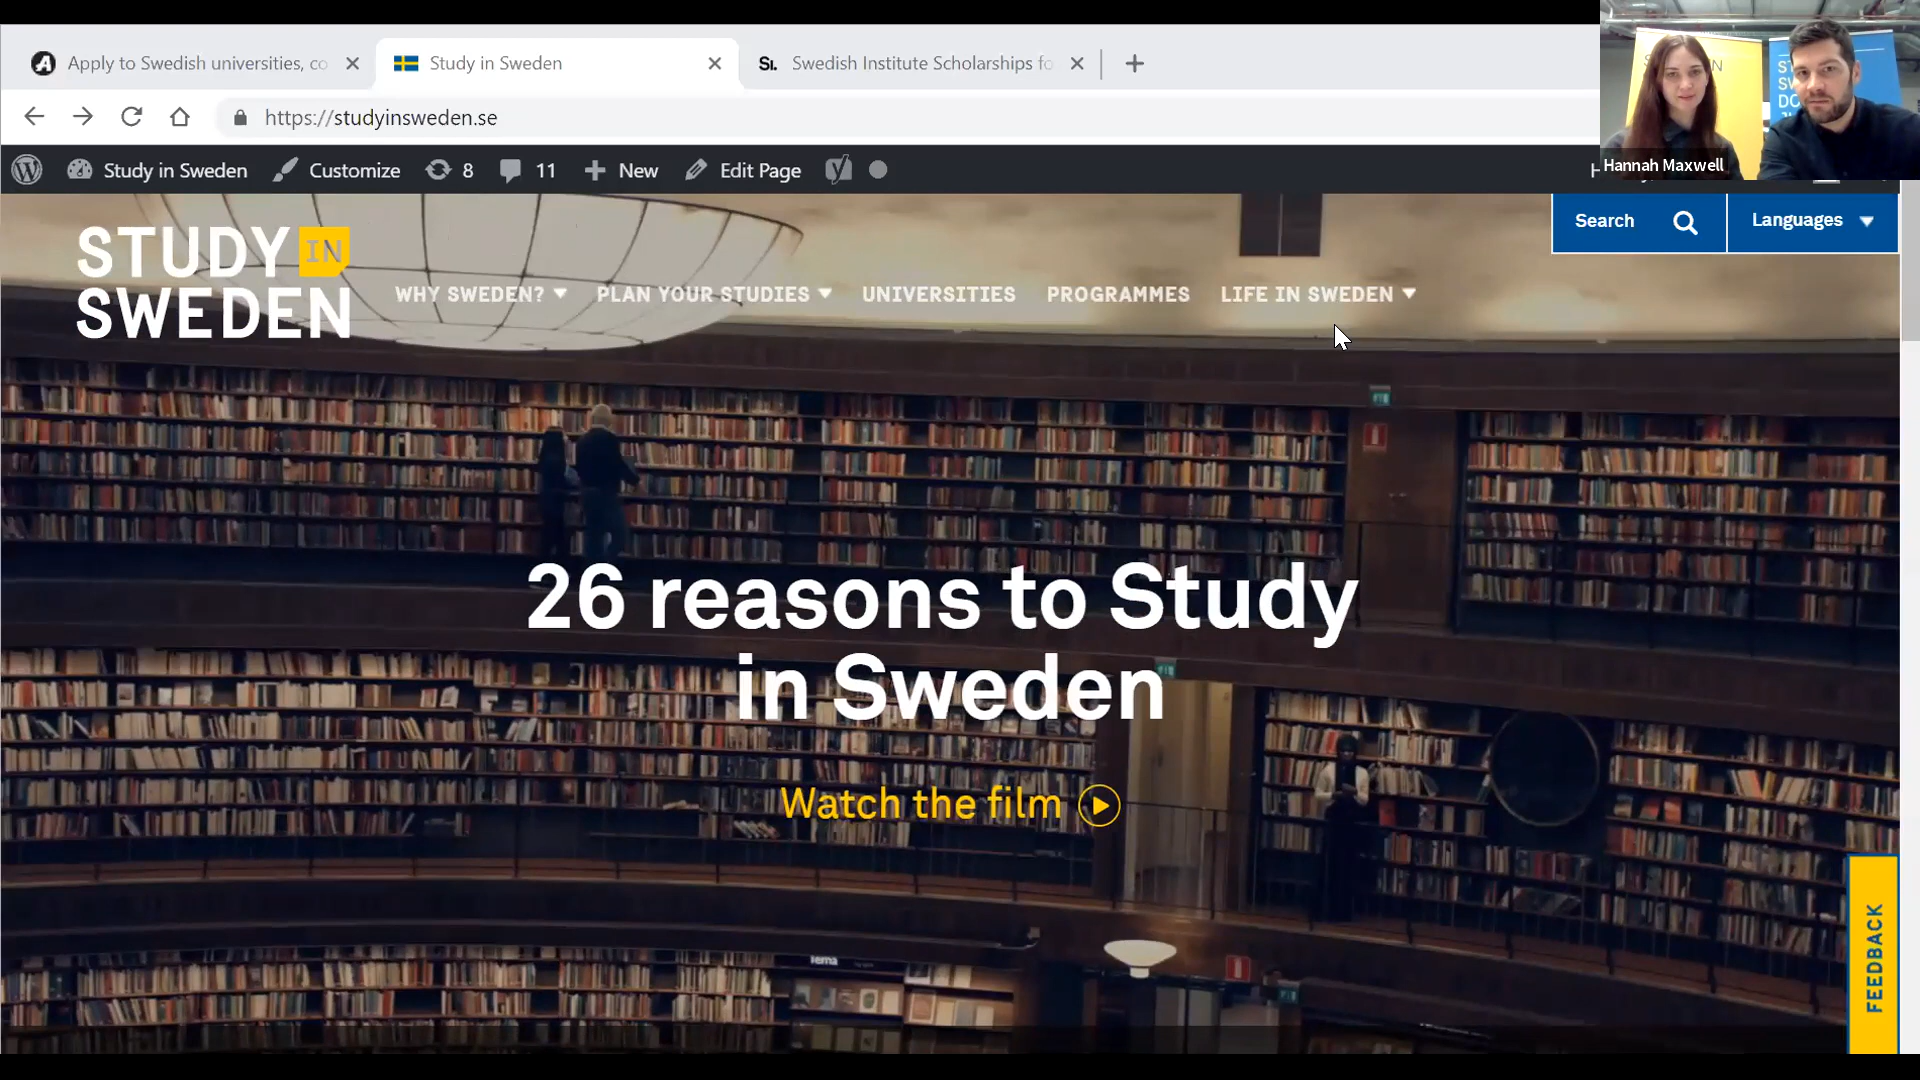 Apply to Swedish universities, co
Study in Sweden
Si. Swedish Institute Scholarships fo
https://studyinsweden.se
Study in Sweden
Customize
8
11
New
Edit Page
Hannah Maxwell
Search
Languages
STUDY IN
SWEDEN
WHY SWEDEN?
PLAN YOUR STUDIES
UNIVERSITIES
PROGRAMMES
LIFE IN SWEDEN
26 reasons to Study
in Sweden
Watch the film
Tema
FEEDBACK